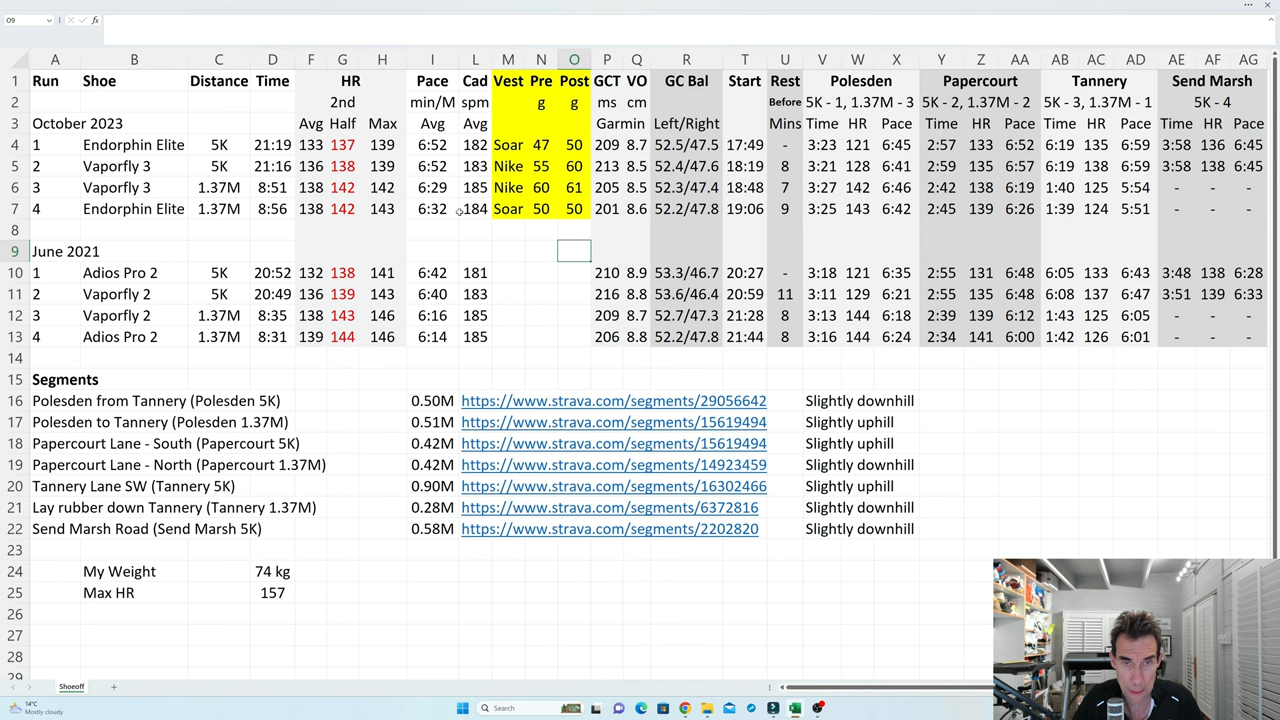 O9 fx
A B C D F G H I L M N O P Q R T U V W X Y Z AA AB AC AD AE AF AG
1 Run Shoe Distance Time HR Pace Cad Vest Pre Post GCT VO GC Bal Start Rest Polesden Papercourt Tannery Send Marsh
2 2nd min/M spm g g ms cm Before 5K - 1, 1.37M - 3 5K - 2, 1.37M - 2 5K - 3, 1.37M - 1 5K - 4
3 October 2023 Avg Half Max Avg Avg Garmin Left/Right Mins Time HR Pace Time HR Pace Time HR Pace Time HR Pace
4 1 Endorphin Elite 5K 21:19 133 137 139 6:52 182 Soar 47 50 209 8.7 52.5/47.5 17:49 - 3:23 121 6:45 2:57 133 6:52 6:19 135 6:59 3:58 136 6:45
5 2 Vaporfly 3 5K 21:16 136 138 139 6:52 183 Nike 55 60 213 8.5 52.4/47.6 18:19 8 3:21 128 6:41 2:59 135 6:57 6:19 138 6:59 3:58 138 6:45
6 3 Vaporfly 3 1.37M 8:51 138 142 142 6:29 185 Nike 60 61 205 8.5 52.3/47.4 18:48 7 3:27 142 6:46 2:42 138 6:19 1:40 125 5:54 - - -
7 4 Endorphin Elite 1.37M 8:56 138 142 143 6:32 184 Soar 50 50 201 8.6 52.2/47.8 19:06 9 3:25 143 6:42 2:45 139 6:26 1:39 124 5:51 - - -
8
9 June 2021
10 1 Adios Pro 2 5K 20:52 132 138 141 6:42 181 210 8.9 53.3/46.7 20:27 - 3:18 121 6:35 2:55 131 6:48 6:05 133 6:43 3:48 138 6:28
11 2 Vaporfly 2 5K 20:49 136 139 143 6:40 183 216 8.8 53.6/46.4 20:59 11 3:11 129 6:21 2:55 135 6:48 6:08 137 6:47 3:51 139 6:33
12 3 Vaporfly 2 1.37M 8:35 138 143 146 6:16 185 209 8.7 52.7/47.3 21:28 8 3:13 144 6:18 2:39 139 6:12 1:43 125 6:05 - - -
13 4 Adios Pro 2 1.37M 8:31 139 144 146 6:14 185 206 8.8 52.2/47.8 21:44 8 3:16 144 6:24 2:34 141 6:00 1:42 126 6:01 - - -
14
15 Segments
16 Polesden from Tannery (Polesden 5K) 0.50M https://www.strava.com/segments/29056642 Slightly downhill
17 Polesden to Tannery (Polesden 1.37M) 0.51M https://www.strava.com/segments/15619494 Slightly uphill
18 Papercourt Lane - South (Papercourt 5K) 0.42M https://www.strava.com/segments/15619494 Slightly uphill
19 Papercourt Lane - North (Papercourt 1.37M) 0.42M https://www.strava.com/segments/14923459 Slightly downhill
20 Tannery Lane SW (Tannery 5K) 0.90M https://www.strava.com/segments/16302466 Slightly uphill
21 Lay rubber down Tannery (Tannery 1.37M) 0.28M https://www.strava.com/segments/6372816 Slightly downhill
22 Send Marsh Road (Send Marsh 5K) 0.58M https://www.strava.com/segments/2202820 Slightly downhill
23
24 My Weight 74 kg
25 Max HR 157
26
27
28
29
Shoeoff
14°C
Mostly cloudy
Search